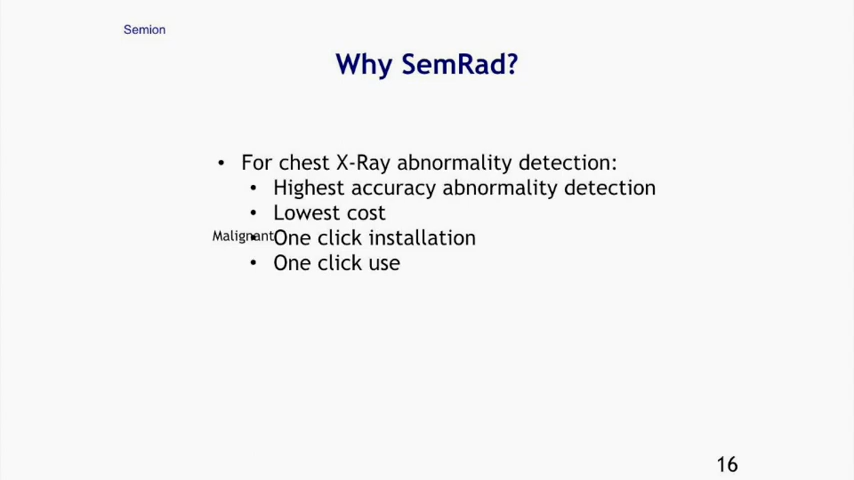 Semion
Why SemRad?
• For chest X-Ray abnormality detection:
• Highest accuracy abnormality detection
• Lowest cost
Malignant
• One click installation
• One click use
16